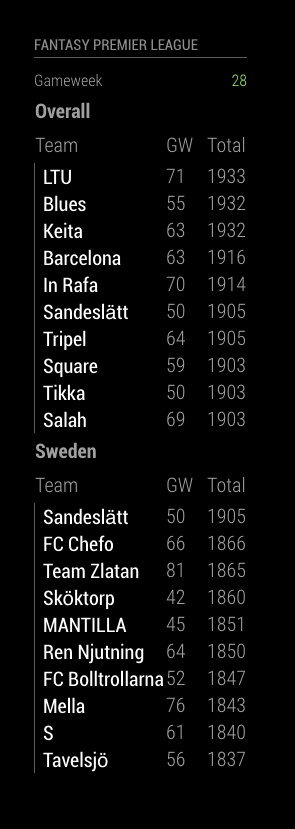 FANTASY PREMIER LEAGUE
Gameweek 28
Overall
Team GW Total
LTU 71 1933
Blues 55 1932
Keita 63 1932
Barcelona 63 1916
In Rafa 70 1914
Sandeslätt 50 1905
Tripel 64 1905
Square 59 1903
Tikka 50 1903
Salah 69 1903
Sweden
Team GW Total
Sandeslätt 50 1905
FC Chefo 66 1866
Team Zlatan 81 1865
Sköktorp 42 1860
MANTILLA 45 1851
Ren Njutning 64 1850
FC Bolltrollarna 52 1847
Mella 76 1843
S 61 1840
Tavelsjö 56 1837